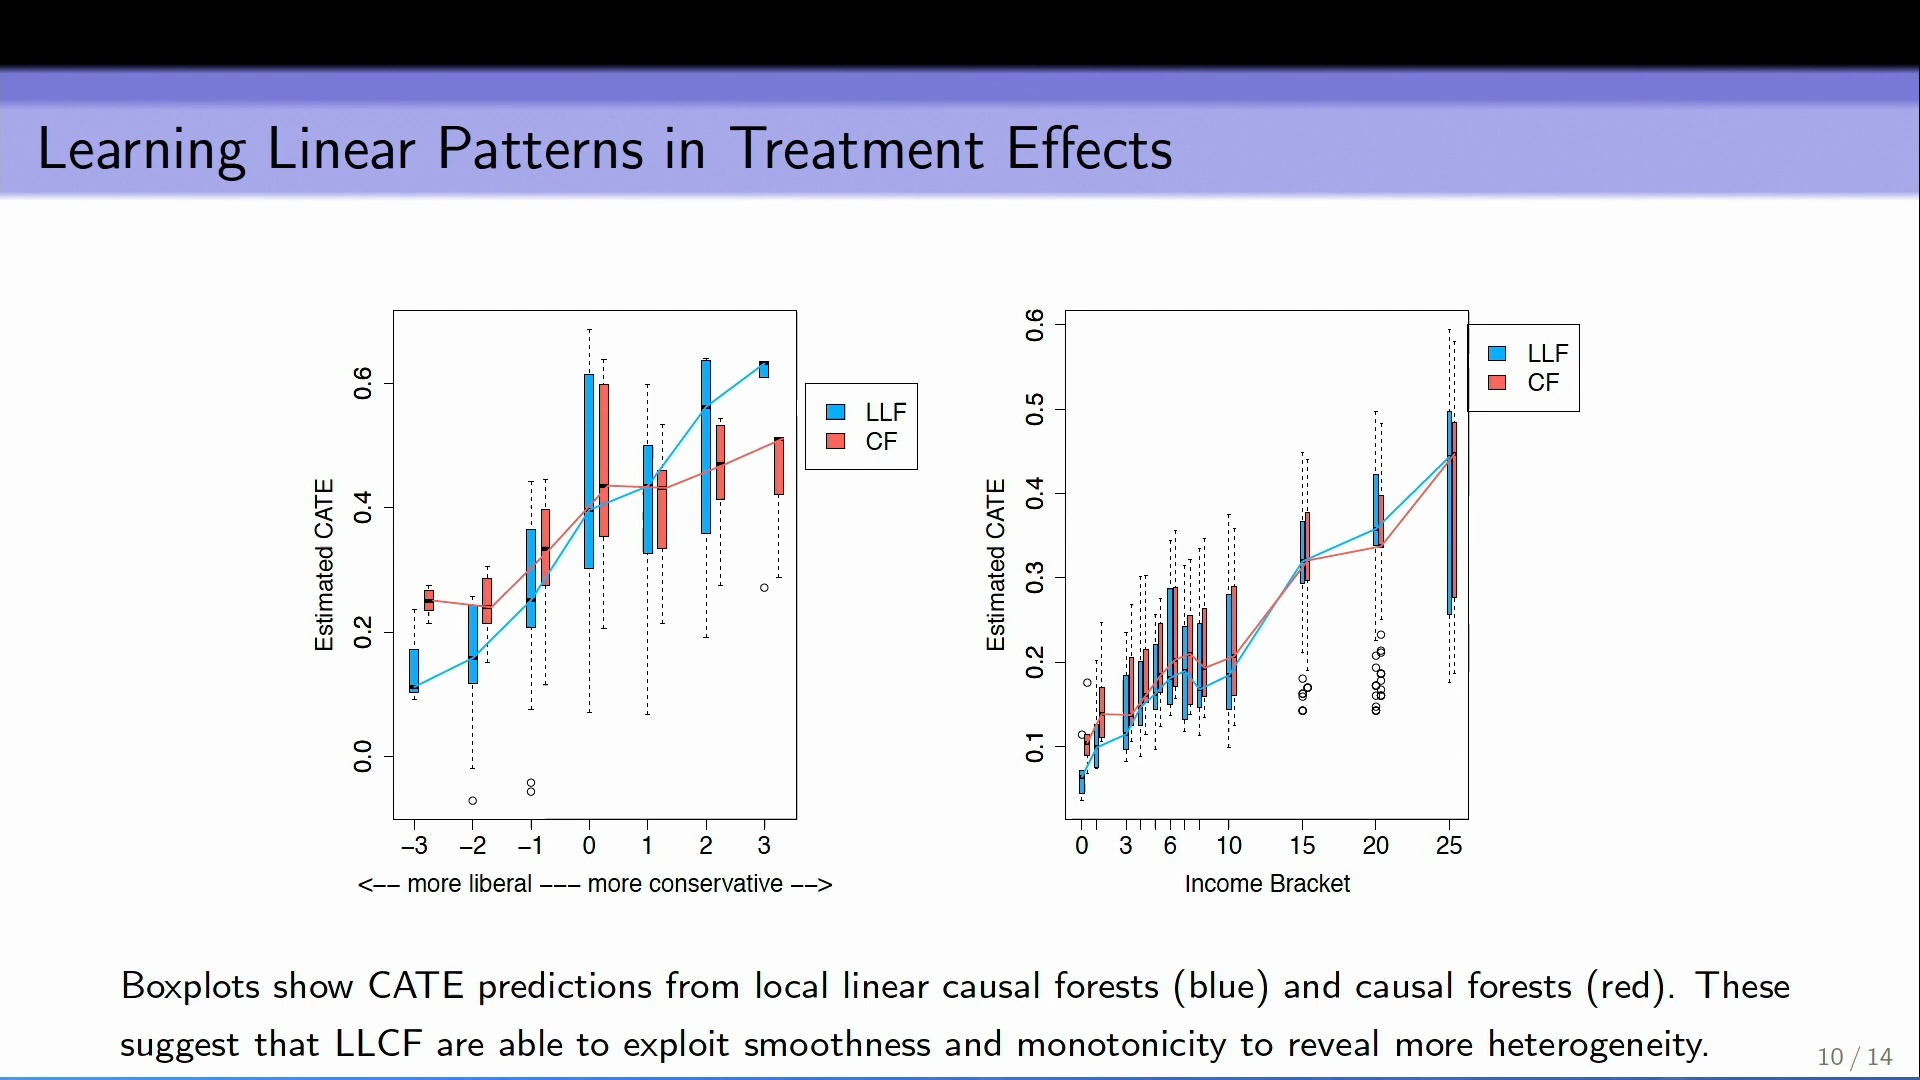 Learning Linear Patterns in Treatment Effects
Estimated CATE
0.0 0.2 0.4 0.6
LLF
CF
−3 −2 −1 0 1 2 3
<−− more liberal −−− more conservative −−>
Estimated CATE
0.1 0.2 0.3 0.4 0.5 0.6
LLF
CF
0 3 6 10 15 20 25
Income Bracket
Boxplots show CATE predictions from local linear causal forests (blue) and causal forests (red). These
suggest that LLCF are able to exploit smoothness and monotonicity to reveal more heterogeneity.
10 / 14